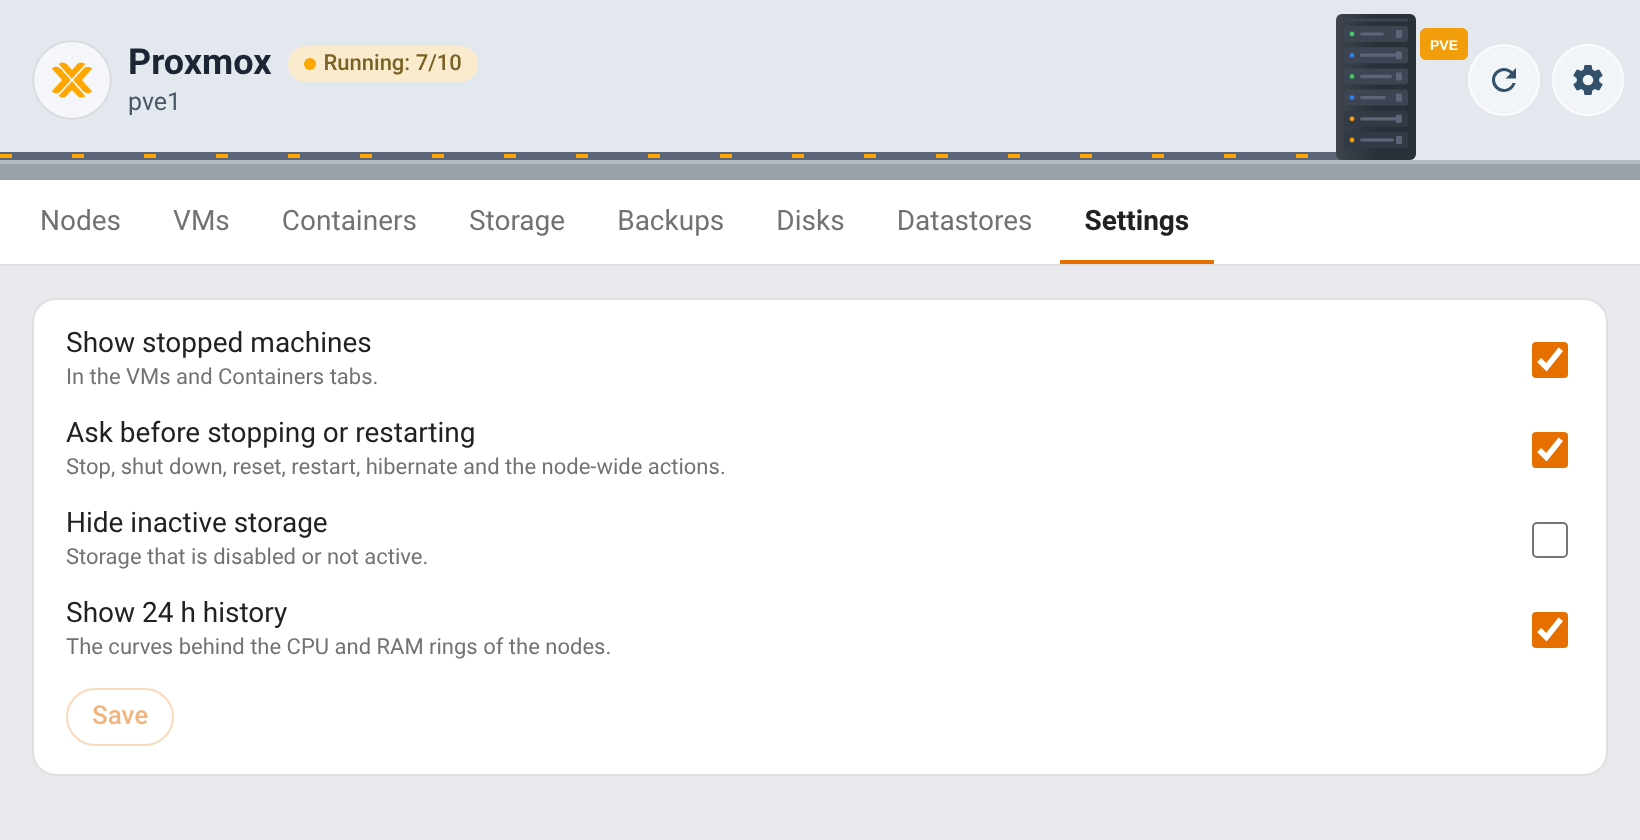 Proxmox
Running: 7/10
pve1
PVE
Nodes
VMs
Containers
Storage
Backups
Disks
Datastores
Settings
Show stopped machines
In the VMs and Containers tabs.
Ask before stopping or restarting
Stop, shut down, reset, restart, hibernate and the node-wide actions.
Hide inactive storage
Storage that is disabled or not active.
Show 24 h history
The curves behind the CPU and RAM rings of the nodes.
Save